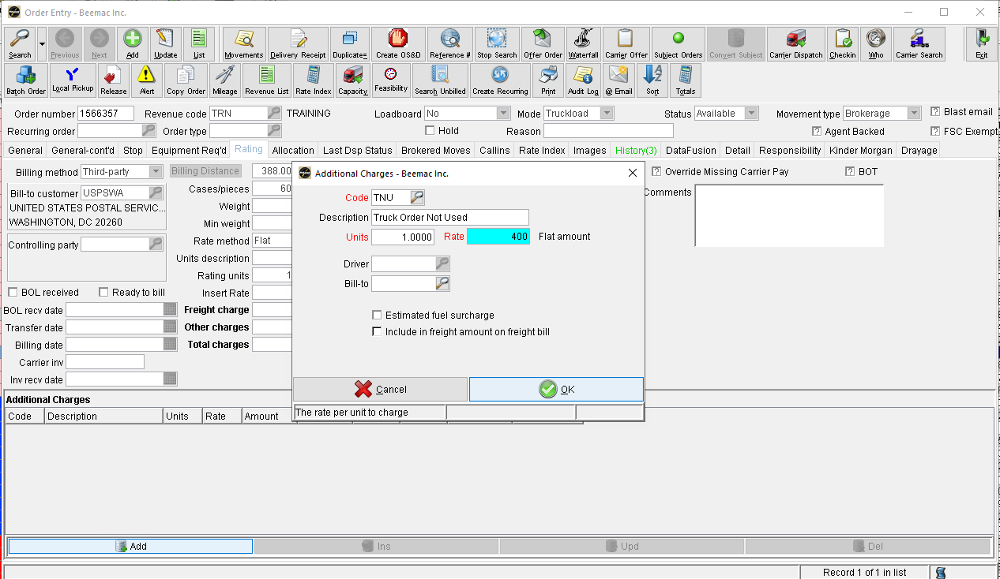 Order Entry - Beemac Inc.
Search Previous Next Add Update List Movements Delivery Receipt Duplicate= Create OS&D Reference # Stop Search Offer Order Waterfall Carrier Offer Subject Orders Convert Subject Carrier Dispatch Checkin Who Carrier Search Exit
Batch Order Local Pickup Release Alert Copy Order Mileage Revenue List Rate Index Capacity Feasibility Search Unbilled Create Recurring Print Audit Log @ Email Sort Totals
Order number 1566357 Revenue code TRN TRAINING Loadboard No Mode Truckload Status Available Movement type Brokerage ? Blast email
Recurring order Order type Hold Reason ? Agent Backed ? FSC Exempt
General General-cont'd Stop Equipment Req'd Rating Allocation Last Dsp Status Brokered Moves Callins Rate Index Images History(3) DataFusion Detail Responsibility Kinder Morgan Drayage
Billing method Third-party Billing Distance 388.00
Bill-to customer USPSWA
UNITED STATES POSTAL SERVIC...
WASHINGTON, DC 20260
Controlling party
Cases/pieces 60
Weight
Min weight
Rate method Flat
Units description
Rating units 1
Insert Rate
BOL received Ready to bill
BOL recv date
Transfer date
Billing date
Carrier inv
Inv recv date
Freight charge
Other charges
Total charges
Additional Charges - Beemac Inc.
Code TNU
Description Truck Order Not Used
Units 1.0000 Rate 400 Flat amount
Driver
Bill-to
Estimated fuel surcharge
Include in freight amount on freight bill
Cancel OK
The rate per unit to charge
? Override Missing Carrier Pay ? BOT
Comments
Additional Charges
Code Description Units Rate Amount
Add Ins Upd Del
Record 1 of 1 in list